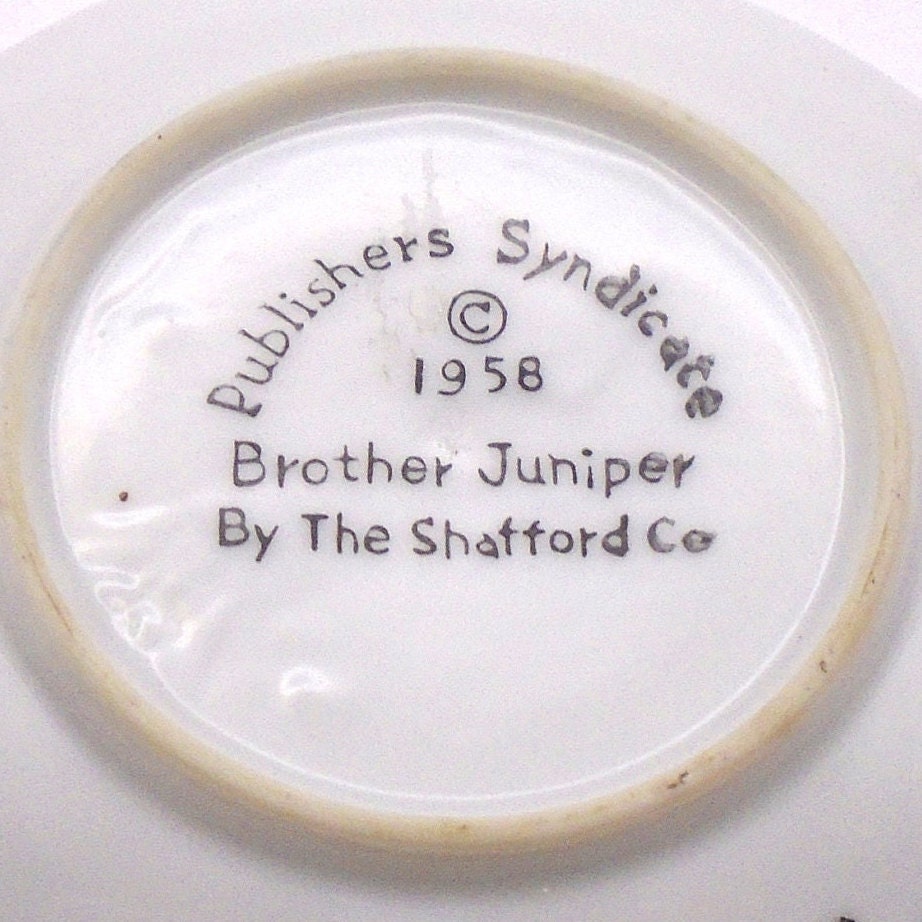 Publishers Syndicate
©
1958
Brother Juniper
By The Shafford Co